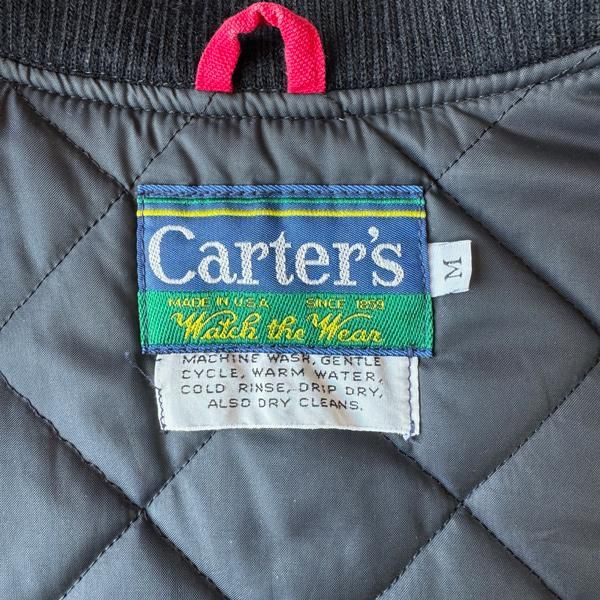 Carter's
M
MADE IN U.S.A. SINCE 1859
Watch the Wear
MACHINE WASH, GENTLE
CYCLE, WARM WATER,
COLD RINSE, DRIP DRY,
ALSO DRY CLEANS.